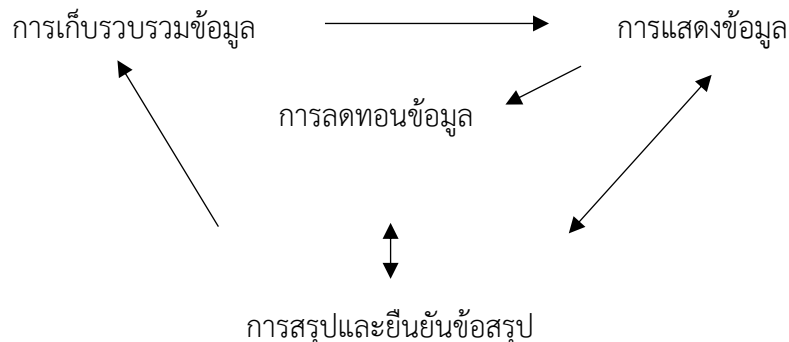 การเก็บรวบรวมข้อมูล
การแสดงข้อมูล
การลดทอนข้อมูล
การสรุปและยืนยันข้อสรุป